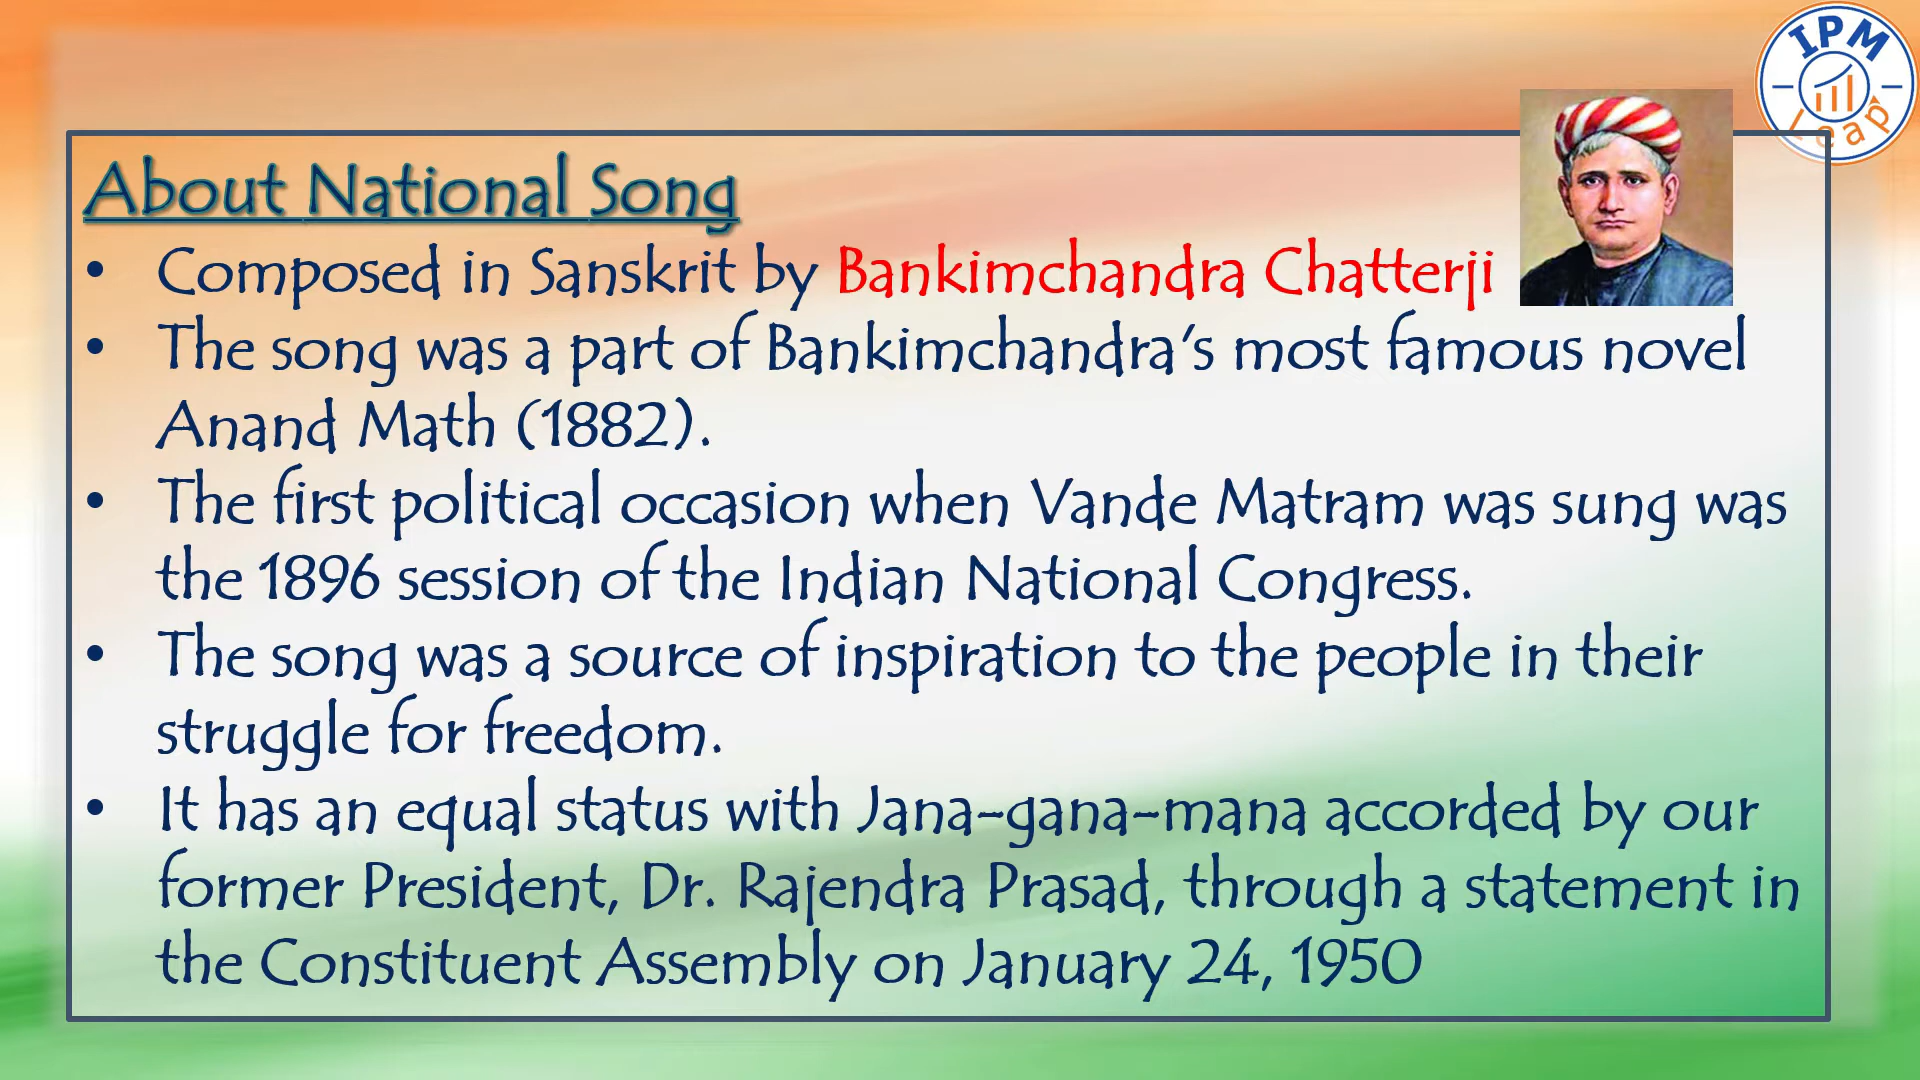 IPM
Leap
About National Song
• Composed in Sanskrit by Bankimchandra Chatterji
• The song was a part of Bankimchandra's most famous novel
Anand Math (1882).
• The first political occasion when Vande Matram was sung was
the 1896 session of the Indian National Congress.
• The song was a source of inspiration to the people in their
struggle for freedom.
• It has an equal status with Jana-gana-mana accorded by our
former President, Dr. Rajendra Prasad, through a statement in
the Constituent Assembly on January 24, 1950